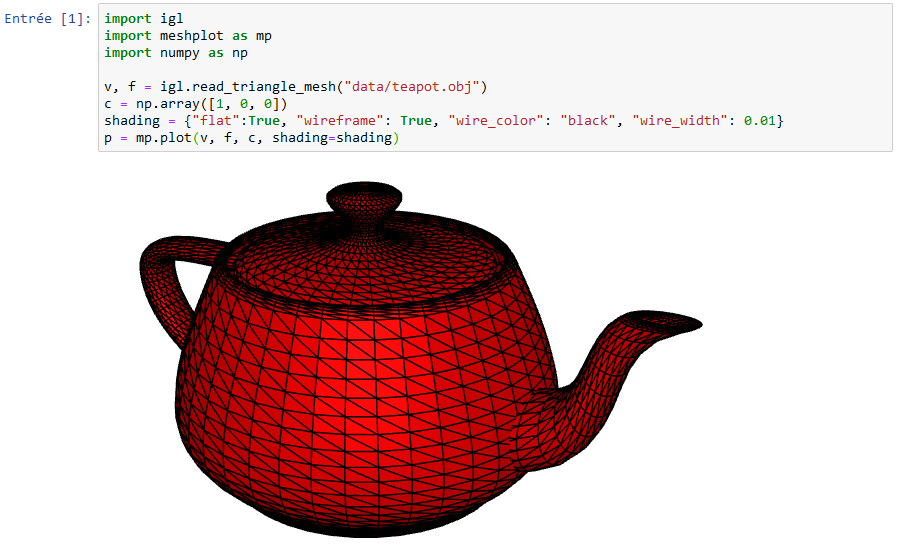 Entrée [1]: import igl
import meshplot as mp
import numpy as np
v, f = igl.read_triangle_mesh("data/teapot.obj")
c = np.array([1, 0, 0])
shading = {"flat":True, "wireframe": True, "wire_color": "black", "wire_width": 0.01}
p = mp.plot(v, f, c, shading=shading)